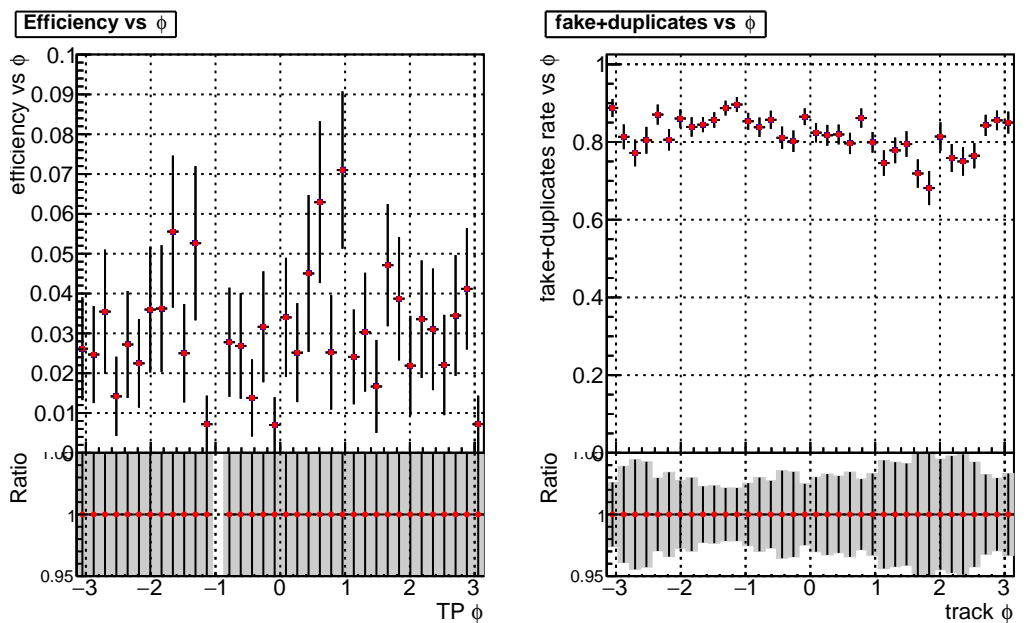 Efficiency vs ϕ
efficiency vs ϕ
0.1
0.09
0.08
0.07
0.06
0.05
0.04
0.03
0.02
0.01
Ratio
1
0.95
−3 −2 −1 0 1 2 3
TP ϕ
fake+duplicates vs ϕ
fake+duplicates rate vs ϕ
1
0.8
0.6
0.4
0.2
0
Ratio
1
0.95
−3 −2 −1 0 1 2 3
track ϕ